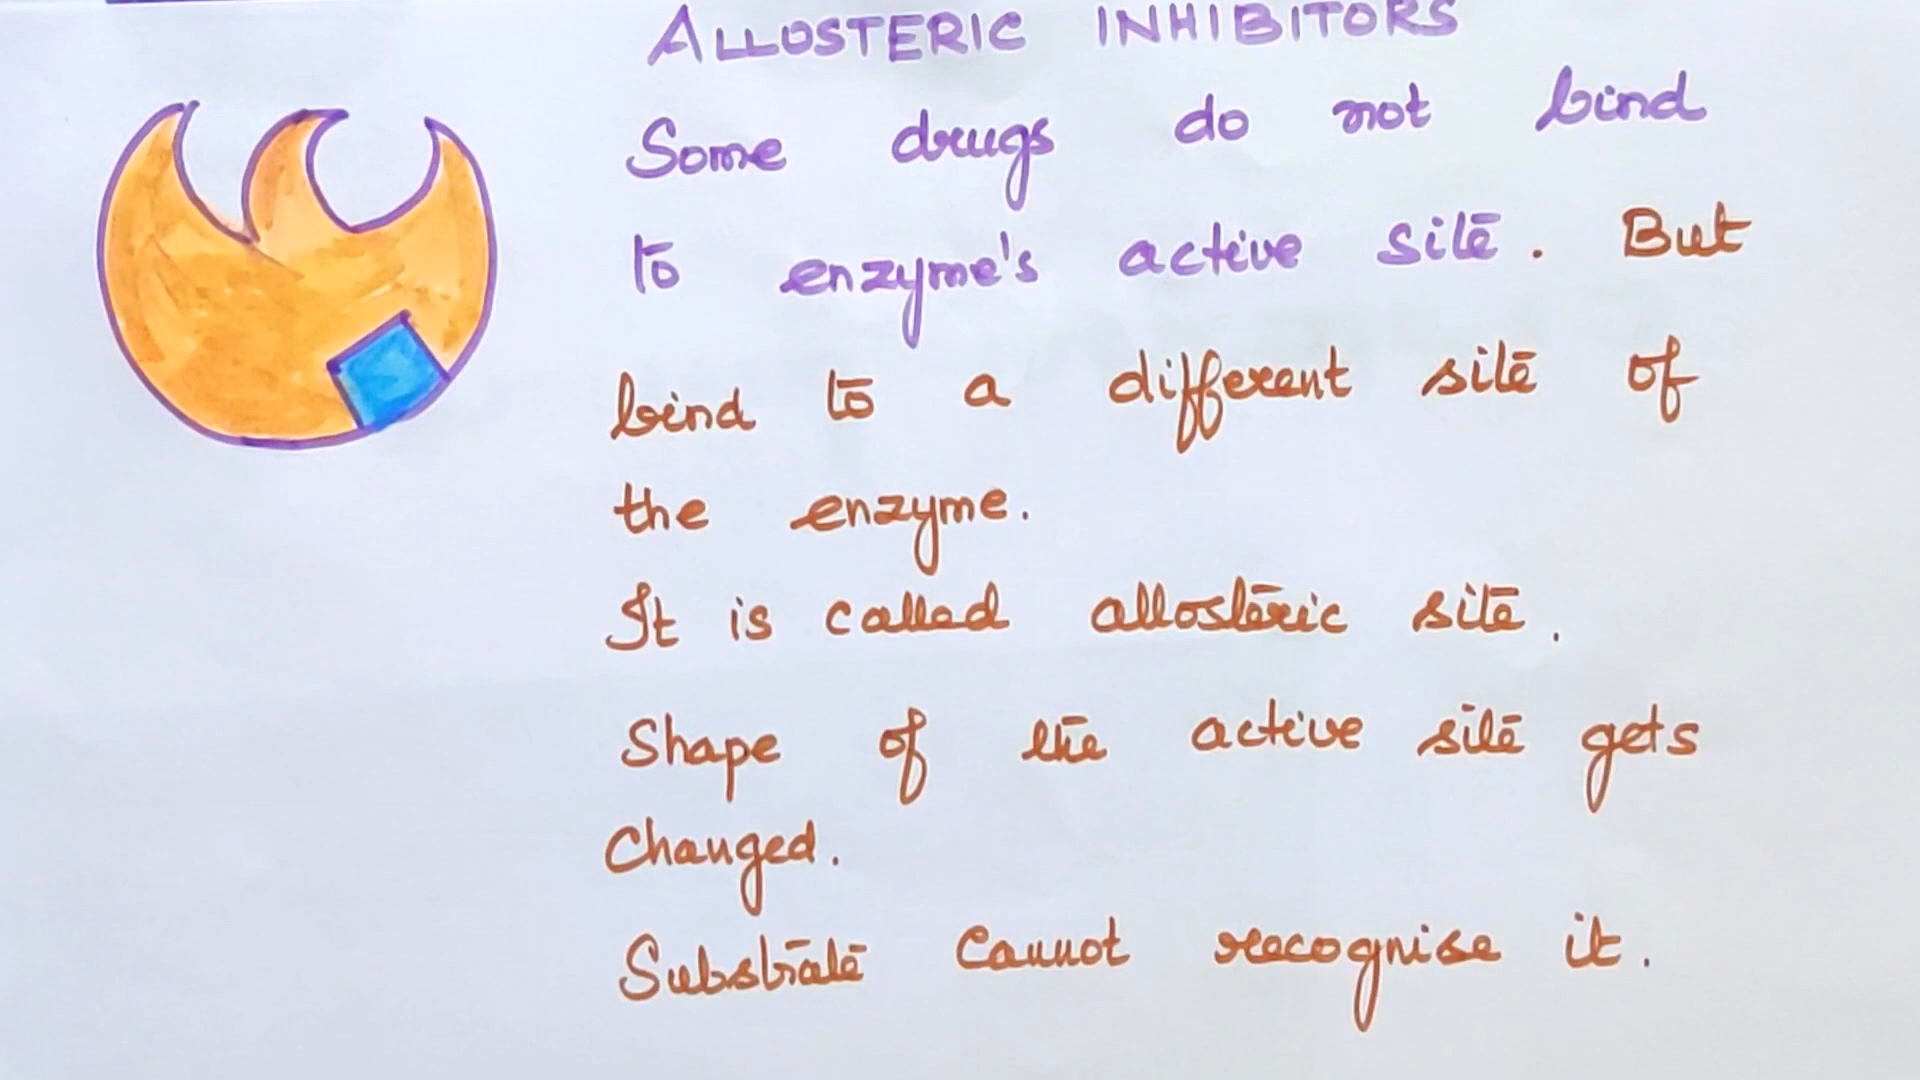 ALLOSTERIC INHIBITORS
Some drugs do not bind
to enzyme's active site. But
bind to a different site of
the enzyme.
It is called allosteric site.
Shape of the active site gets
Changed.
Substrate Cannot recognise it.